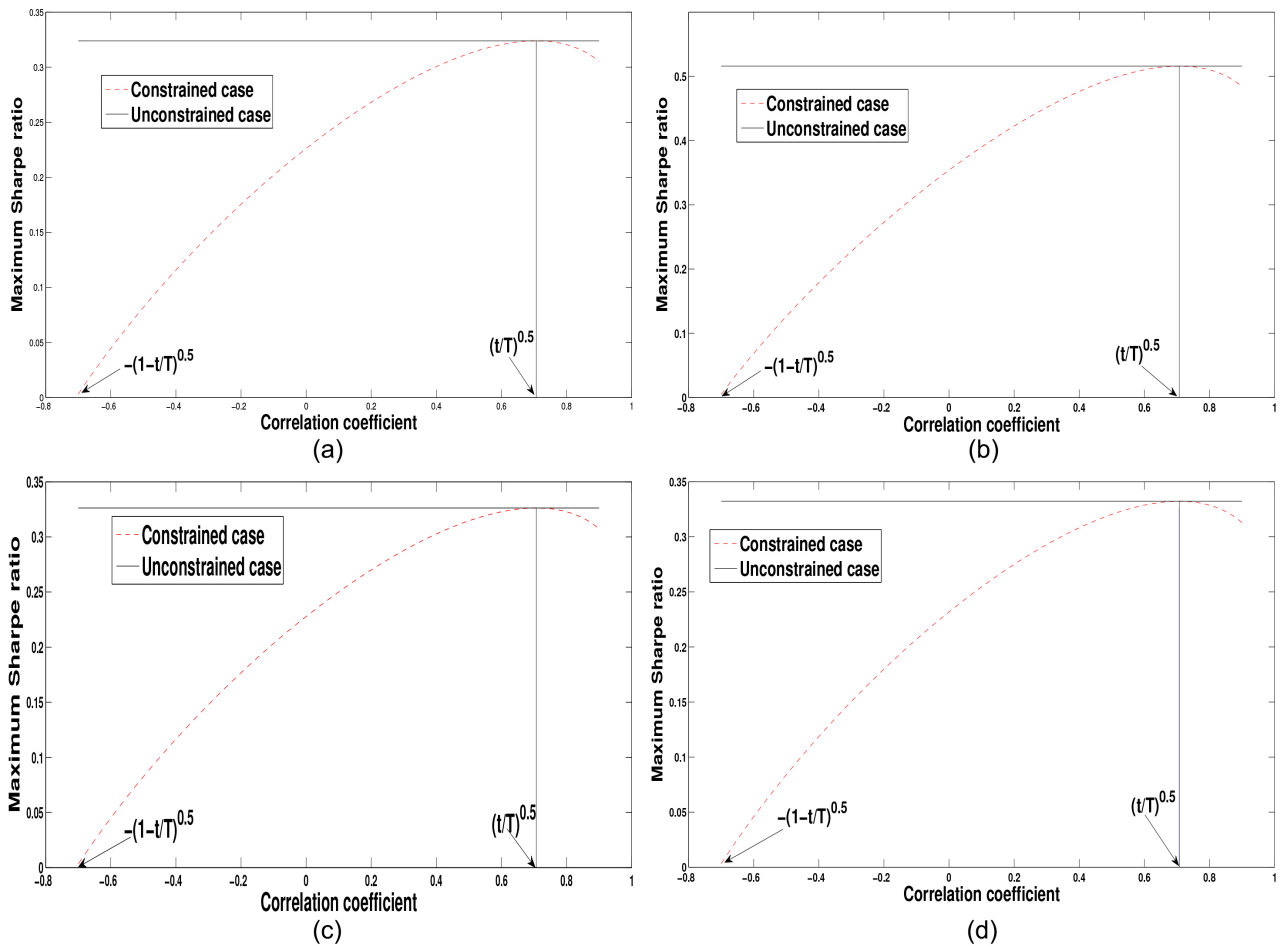 0.35
0.3
0.25
0.2
0.15
0.1
0.05
0
Maximum Sharpe ratio
Constrained case
Unconstrained case
−(1−t/T)^0.5
(t/T)^0.5
−0.8 −0.6 −0.4 −0.2 0 0.2 0.4 0.6 0.8 1
Correlation coefficient
(a)
0.5
0.4
0.3
0.2
0.1
0
Maximum Sharpe ratio
Constrained case
Unconstrained case
−(1−t/T)^0.5
(t/T)^0.5
−0.8 −0.6 −0.4 −0.2 0 0.2 0.4 0.6 0.8 1
Correlation coefficient
(b)
0.35
0.3
0.25
0.2
0.15
0.1
0.05
0
Maximum Sharpe ratio
Constrained case
Unconstrained case
−(1−t/T)^0.5
(t/T)^0.5
−0.8 −0.6 −0.4 −0.2 0 0.2 0.4 0.6 0.8 1
Correlation coefficient
(c)
0.35
0.3
0.25
0.2
0.15
0.1
0.05
0
Maximum Sharpe ratio
Constrained case
Unconstrained case
−(1−t/T)^0.5
(t/T)^0.5
−0.8 −0.6 −0.4 −0.2 0 0.2 0.4 0.6 0.8 1
Correlation coefficient
(d)